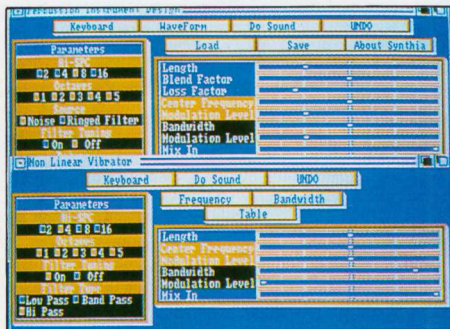 Percussion Instrument Design
Keyboard WaveForm Do Sound UNDO
Parameters
Hi-SPC
2 4 8 16
Octaves
1 2 3 4 5
Source
Noise Ringed Filter
Filter Tuning
On Off
Load Save About Synthia
Length
Blend Factor
Loss Factor
Center Frequency
Modulation Level
Bandwidth
Modulation Level
Mix In
Non Linear Vibrator
Keyboard Do Sound UNDO
Parameters
Hi-SPC
2 4 8 16
Octaves
1 2 3 4 5
Filter Tuning
On Off
Filter Type
Low Pass Band Pass
Hi Pass
Frequency Bandwidth
Table
Length
Center Frequency
Modulation Level
Bandwidth
Modulation Level
Mix In